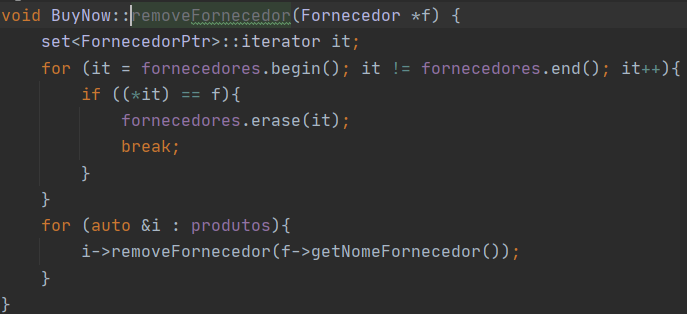 void BuyNow::removeFornecedor(Fornecedor *f) {
    set<FornecedorPtr>::iterator it;
    for (it = fornecedores.begin(); it != fornecedores.end(); it++){
        if ((*it) == f){
            fornecedores.erase(it);
            break;
        }
    }
    for (auto &i : produtos){
        i->removeFornecedor(f->getNomeFornecedor());
    }
}